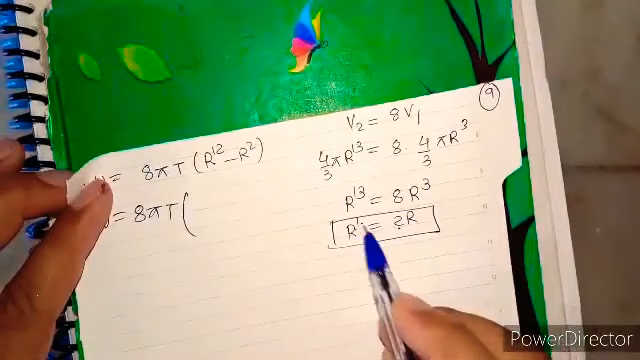 9
V₂ = 8V₁
4/3 πR'³ = 8 4/3 πR³
R'³ = 8R³
R' = 2R
= 8πT (R'² − R²)
= 8πT (
PowerDirector